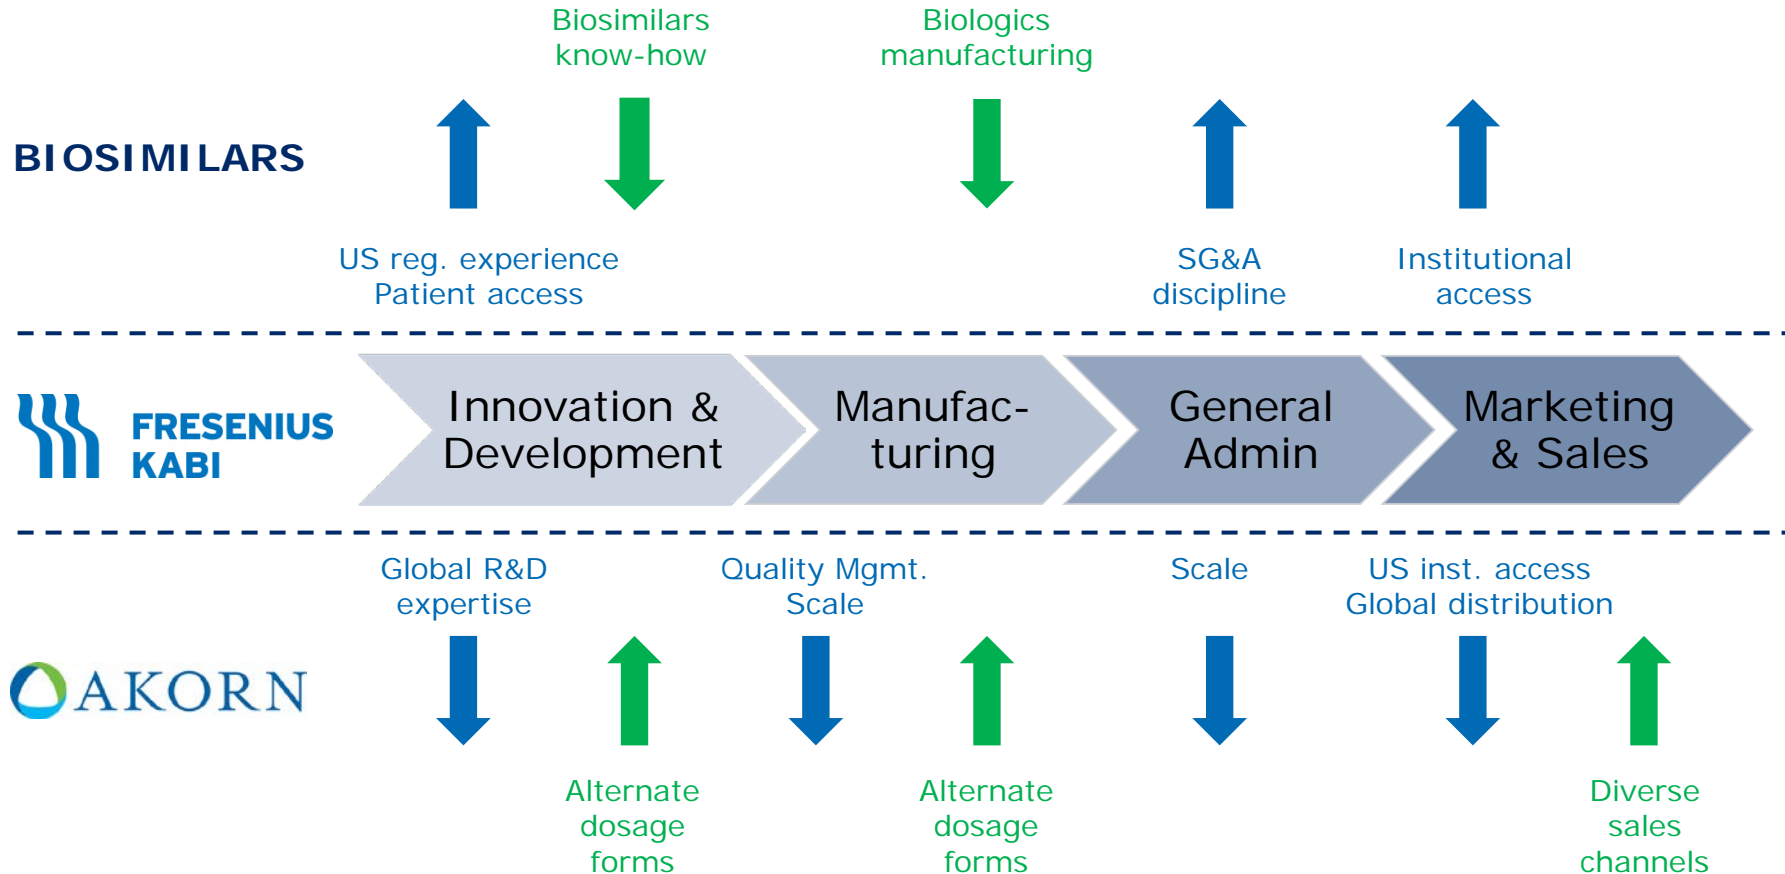 Biosimilars
know-how
Biologics
manufacturing
BIOSIMILARS
US reg. experience
Patient access
SG&A
discipline
Institutional
access
FRESENIUS
KABI
Innovation &
Development
Manufac-
turing
General
Admin
Marketing
& Sales
Global R&D
expertise
Quality Mgmt.
Scale
Scale
US inst. access
Global distribution
AKORN
Alternate
dosage
forms
Alternate
dosage
forms
Diverse
sales
channels